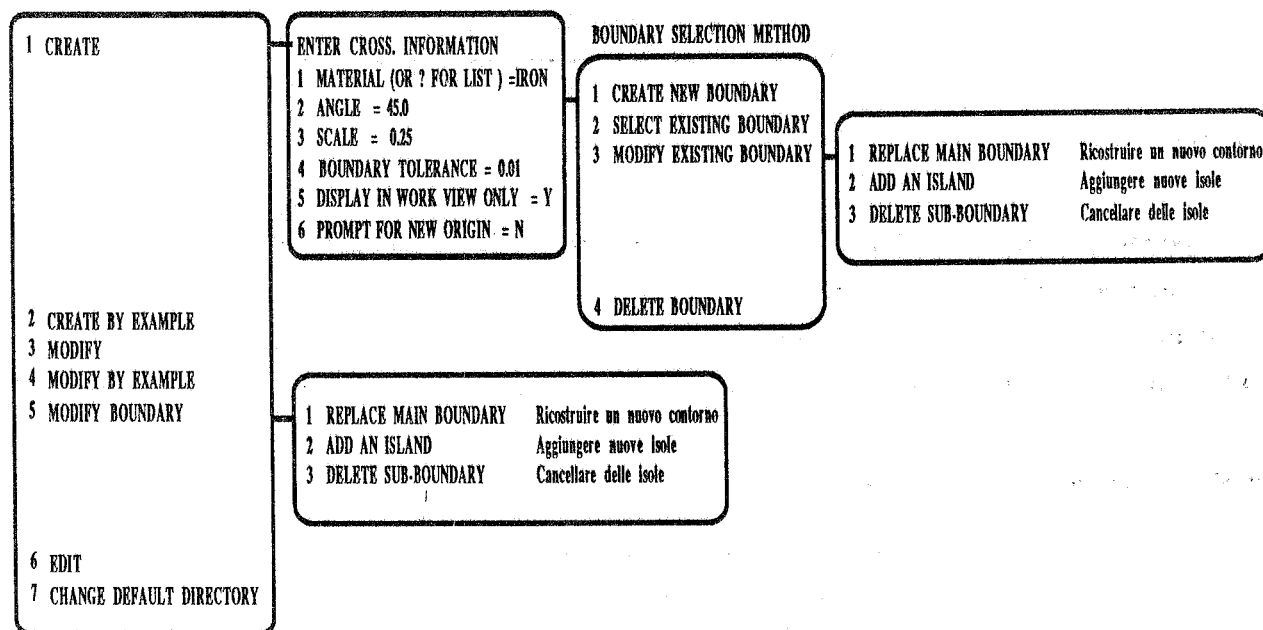 1 CREATE
2 CREATE BY EXAMPLE
3 MODIFY
4 MODIFY BY EXAMPLE
5 MODIFY BOUNDARY
6 EDIT
7 CHANGE DEFAULT DIRECTORY
ENTER CROSS. INFORMATION
1 MATERIAL (OR ? FOR LIST ) =IRON
2 ANGLE = 45.0
3 SCALE = 0.25
4 BOUNDARY TOLERANCE = 0.01
5 DISPLAY IN WORK VIEW ONLY = Y
6 PROMPT FOR NEW ORIGIN = N
BOUNDARY SELECTION METHOD
1 CREATE NEW BOUNDARY
2 SELECT EXISTING BOUNDARY
3 MODIFY EXISTING BOUNDARY
4 DELETE BOUNDARY
1 REPLACE MAIN BOUNDARY Ricostruire un nuovo contorno
2 ADD AN ISLAND Aggiungere nuove isole
3 DELETE SUB-BOUNDARY Cancellare delle isole
1 REPLACE MAIN BOUNDARY Ricostruire un nuovo contorno
2 ADD AN ISLAND Aggiungere nuove isole
3 DELETE SUB-BOUNDARY Cancellare delle isole